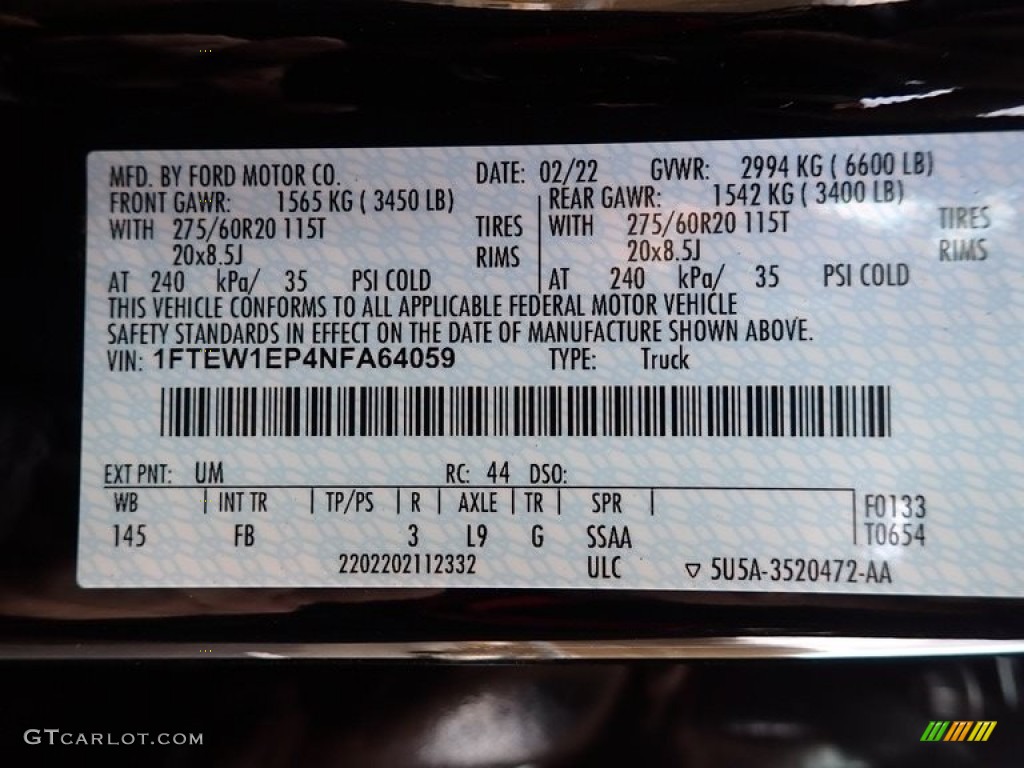 MFD. BY FORD MOTOR CO. DATE: 02/22 GVWR: 2994 KG ( 6600 LB)
FRONT GAWR: 1565 KG ( 3450 LB) REAR GAWR: 1542 KG ( 3400 LB)
WITH 275/60R20 115T TIRES WITH 275/60R20 115T TIRES
20x8.5J RIMS 20x8.5J RIMS
AT 240 kPa/ 35 PSI COLD AT 240 kPa/ 35 PSI COLD
THIS VEHICLE CONFORMS TO ALL APPLICABLE FEDERAL MOTOR VEHICLE
SAFETY STANDARDS IN EFFECT ON THE DATE OF MANUFACTURE SHOWN ABOVE.
VIN: 1FTEW1EP4NFA64059 TYPE: Truck
EXT PNT: UM RC: 44 DSO:
WB INT TR TP/PS R AXLE TR SPR F0133
145 FB 3 L9 G SSAA T0654
2202202112332 ULC ▽ 5U5A-3520472-AA
GTCARLOT.COM